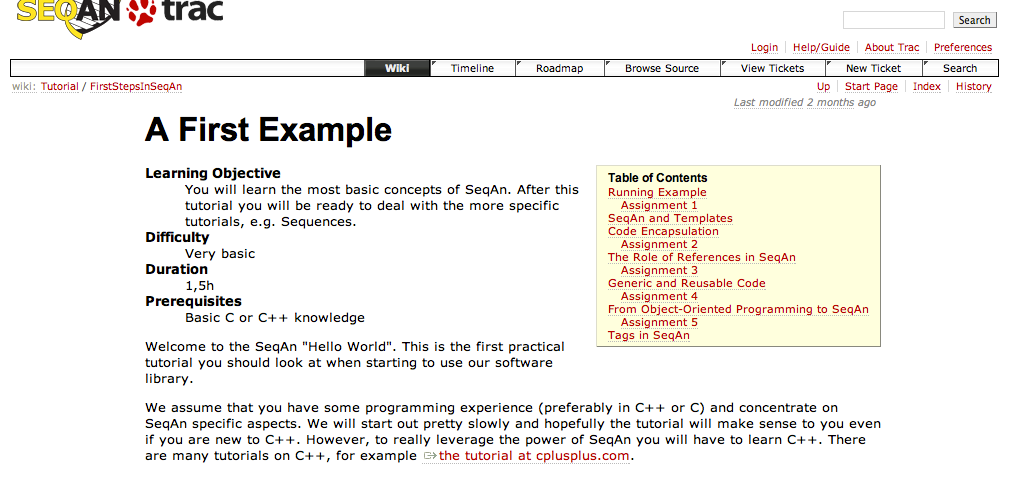 SEQAN trac
Search
Login Help/Guide About Trac Preferences
Wiki Timeline Roadmap Browse Source View Tickets New Ticket Search
wiki: Tutorial / FirstStepsInSeqAn
Up Start Page Index History
Last modified 2 months ago
A First Example
Learning Objective
You will learn the most basic concepts of SeqAn. After this
tutorial you will be ready to deal with the more specific
tutorials, e.g. Sequences.
Difficulty
Very basic
Duration
1,5h
Prerequisites
Basic C or C++ knowledge
Table of Contents
Running Example
Assignment 1
SeqAn and Templates
Code Encapsulation
Assignment 2
The Role of References in SeqAn
Assignment 3
Generic and Reusable Code
Assignment 4
From Object-Oriented Programming to SeqAn
Assignment 5
Tags in SeqAn
Welcome to the SeqAn "Hello World". This is the first practical
tutorial you should look at when starting to use our software
library.
We assume that you have some programming experience (preferably in C++ or C) and concentrate on
SeqAn specific aspects. We will start out pretty slowly and hopefully the tutorial will make sense to you even
if you are new to C++. However, to really leverage the power of SeqAn you will have to learn C++. There
are many tutorials on C++, for example the tutorial at cplusplus.com.